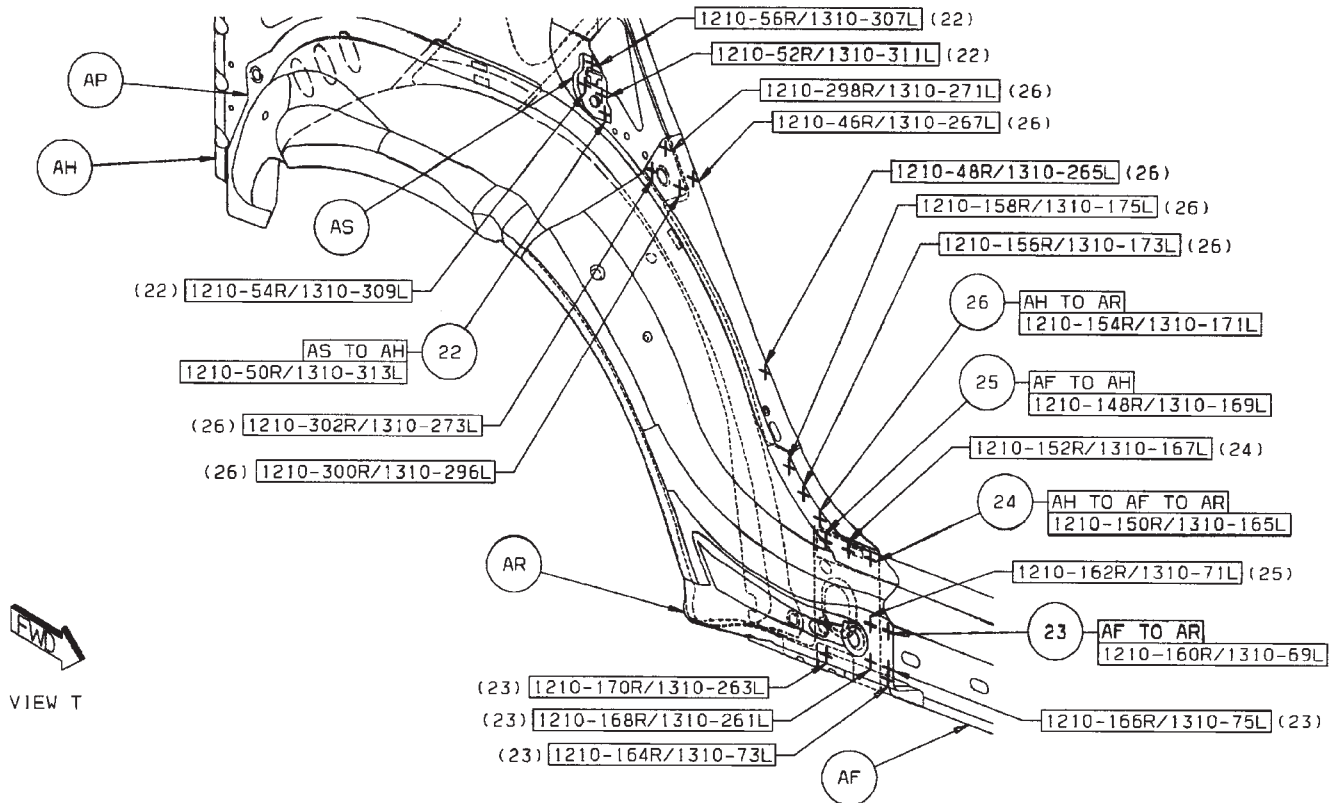 1210-56R/1310-307L (22)
1210-52R/1310-311L (22)
AP
1210-298R/1310-271L (26)
1210-46R/1310-267L (26)
AH
1210-48R/1310-265L (26)
1210-158R/1310-175L (26)
AS
1210-156R/1310-173L (26)
(22) 1210-54R/1310-309L
26 AH TO AR
1210-154R/1310-171L
AS TO AH 22
1210-50R/1310-313L
25 AF TO AH
1210-148R/1310-169L
(26) 1210-302R/1310-273L
1210-152R/1310-167L (24)
(26) 1210-300R/1310-296L
24 AH TO AF TO AR
1210-150R/1310-165L
AR
1210-162R/1310-71L (25)
FWD
23 AF TO AR
1210-160R/1310-69L
VIEW T
(23) 1210-170R/1310-263L
(23) 1210-168R/1310-261L
1210-166R/1310-75L (23)
(23) 1210-164R/1310-73L
AF